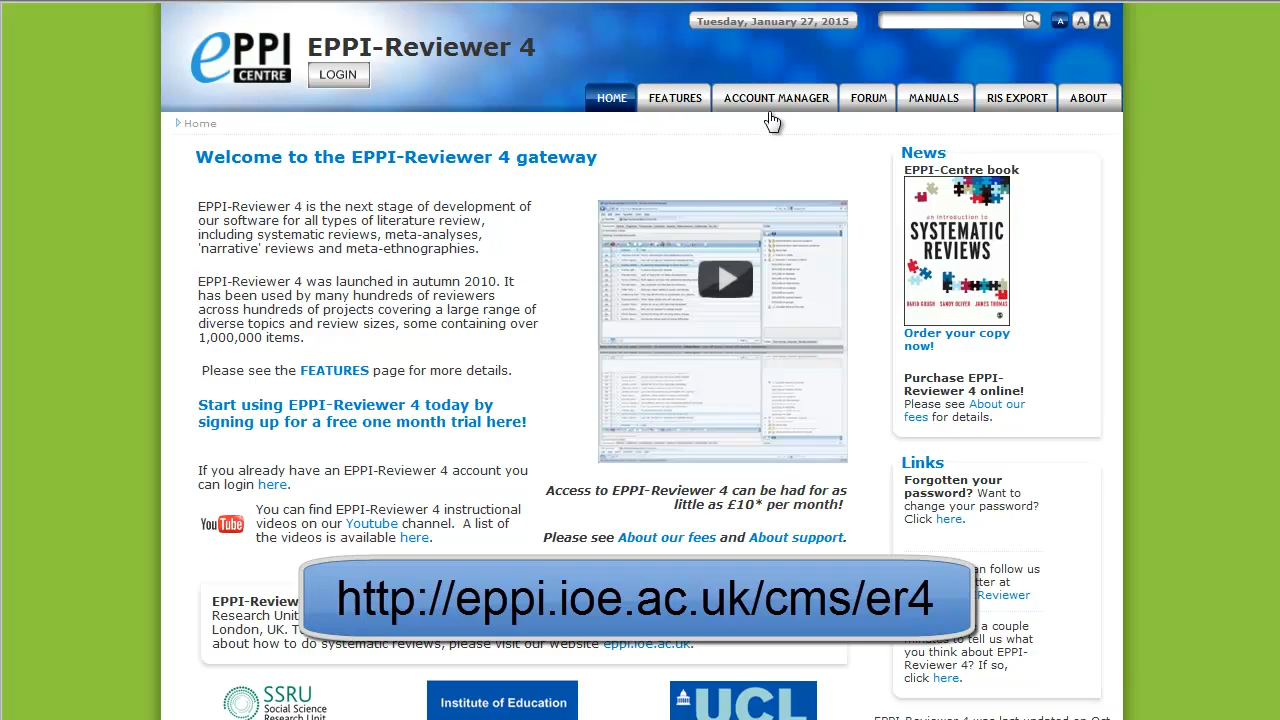 Tuesday, January 27, 2015
A A A
ePPI
CENTRE
EPPI-Reviewer 4
LOGIN
HOME FEATURES ACCOUNT MANAGER FORUM MANUALS RIS EXPORT ABOUT
Home
Welcome to the EPPI-Reviewer 4 gateway
EPPI-Reviewer 4 is the next stage of development of
our software for all types of literature review,
including systematic reviews, meta-analyses,
'narrative' reviews and meta-ethnographies.
EPPI-Reviewer 4 was launched in autumn 2010. It
has been used by many thousand of reviewers
across hundreds of projects covering a large range of
diverse topics and review sizes, some containing over
1,000,000 items.
Please see the FEATURES page for more details.
Start using EPPI-Reviewer 4 today by
signing up for a free one month trial here!
If you already have an EPPI-Reviewer 4 account you
can login here.
You Tube
You can find EPPI-Reviewer 4 instructional
videos on our Youtube channel. A list of
the videos is available here.
Access to EPPI-Reviewer 4 can be had for as
little as £10* per month!
Please see About our fees and About support.
News
EPPI-Centre book
an introduction to
SYSTEMATIC
REVIEWS
DAVID GOUGH SANDY OLIVER JAMES THOMAS
Order your copy
now!
Purchase EPPI-
Reviewer 4 online!
Please see About our
fees for details.
Links
Forgotten your
password? Want to
change your password?
Click here.
an follow us
tter at
Reviewer
a couple
minutes to tell us what
you think about EPPI-
Reviewer 4? If so,
click here.
http://eppi.ioe.ac.uk/cms/er4
EPPI-Review
Research Unit
London, UK.
about how to do systematic reviews, please visit our website eppi.ioe.ac.uk.
SSRU
Social Science
Research Unit
Institute of Education
UCL
EPPI-Reviewer 4 was last updated on Oct